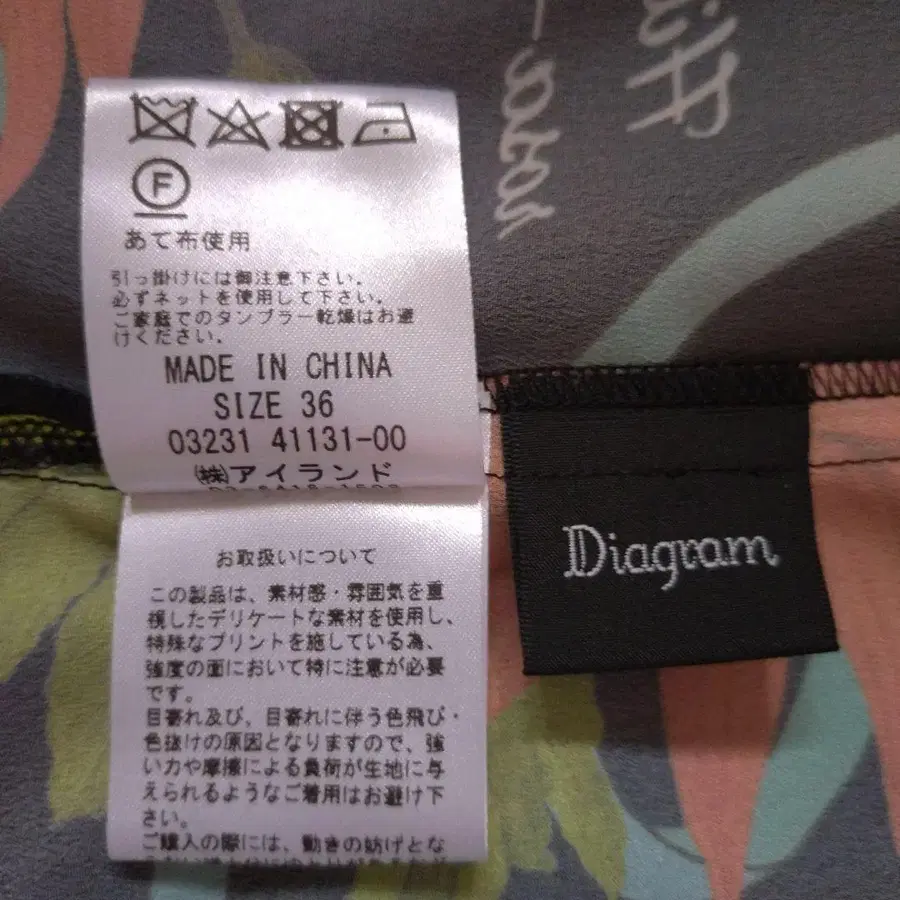 F
あて布使用
引っ掛けには御注意下さい。
必ずネットを使用して下さい。
ご家庭でのタンブラー乾燥はお避
けください。
MADE IN CHINA
SIZE 36
03231 41131-00
㈱アイランド
お取扱いについて
この製品は、素材感・雰囲気を重
視したデリケートな素材を使用し、
特殊なプリントを施している為、
強度の面において特に注意が必要
です。
目寄れ及び、目寄れに伴う色飛び・
色抜けの原因となりますので、強
い力や摩擦による負荷が生地に与
えられるようなご着用はお避け下
さい。
ご購入の際には、動きの妨げとな
Diagram